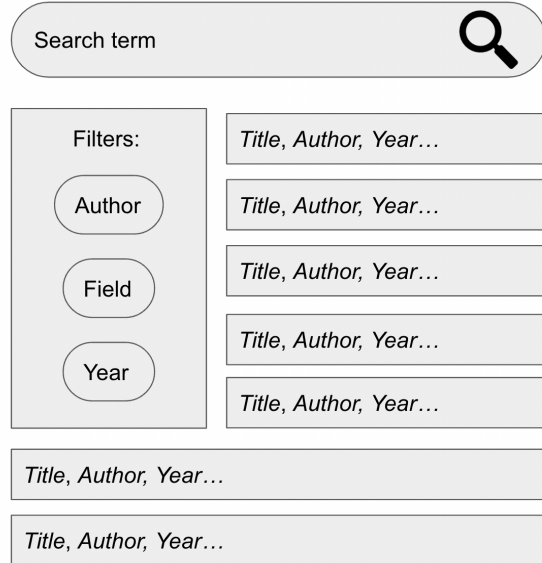 Search term
Filters:
Author
Field
Year
Title, Author, Year…
Title, Author, Year…
Title, Author, Year…
Title, Author, Year…
Title, Author, Year…
Title, Author, Year…
Title, Author, Year…